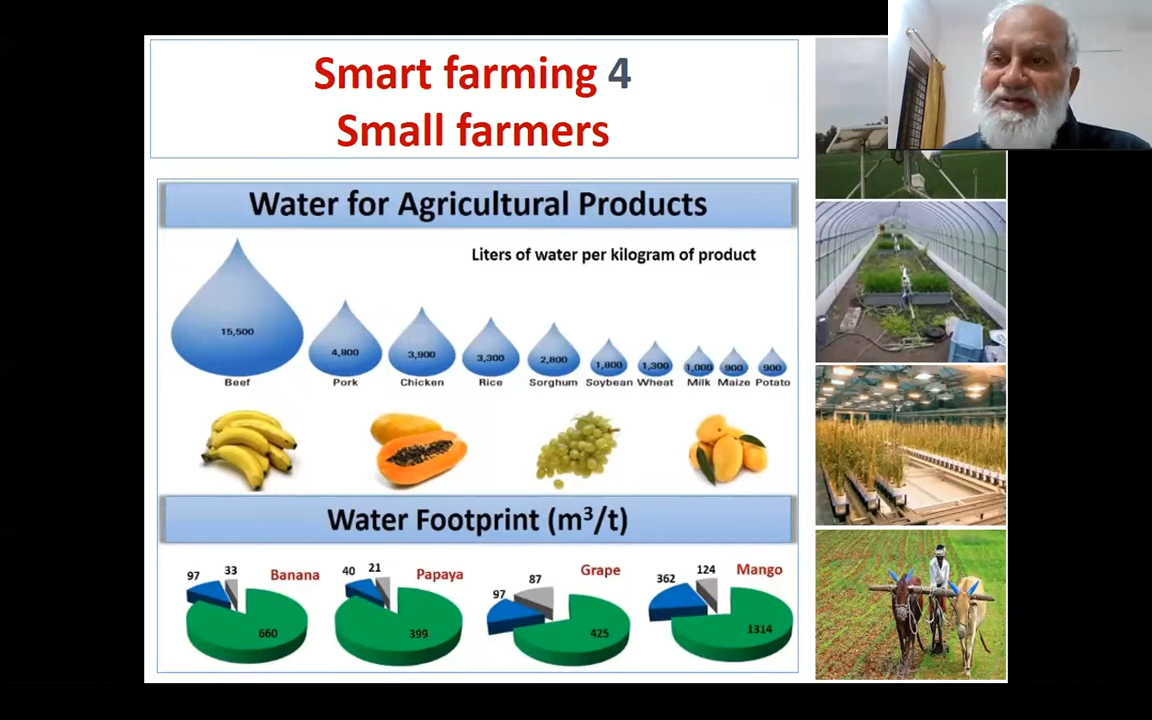 Smart farming 4
Small farmers
Water for Agricultural Products
Liters of water per kilogram of product
15,500 4,800 3,900 3,300 2,800 1,800 1,300 1,000 900 900
Beef Pork Chicken Rice Sorghum Soybean Wheat Milk Maize Potato
Water Footprint (m³/t)
97 33 Banana 660
40 21 Papaya 399
97 87 Grape 425
362 124 Mango 1314